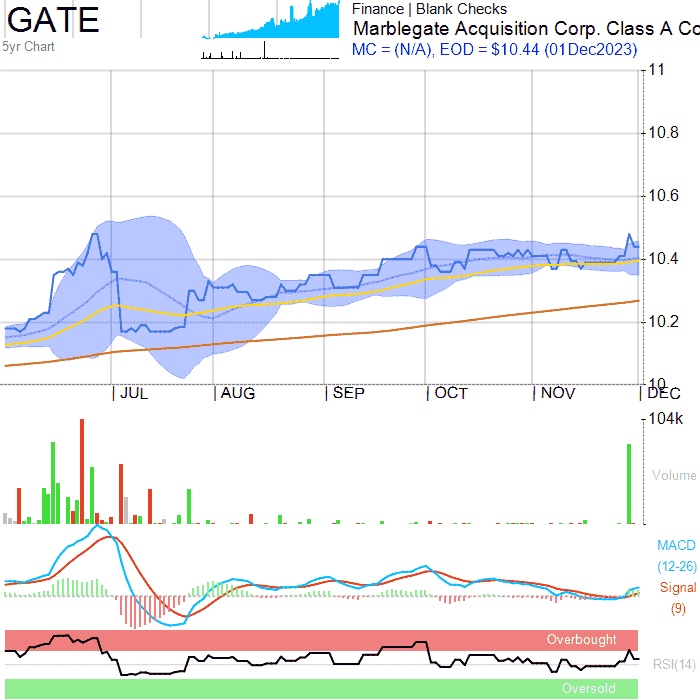 GATE
5yr Chart
Finance | Blank Checks
Marblegate Acquisition Corp. Class A Co
MC = (N/A), EOD = $10.44 (01Dec2023)
11
10.8
10.6
10.4
10.2
10
JUL AUG SEP OCT NOV DEC
104k
Volume
MACD
(12-26)
Signal
(9)
Overbought
RSI(14)
Oversold